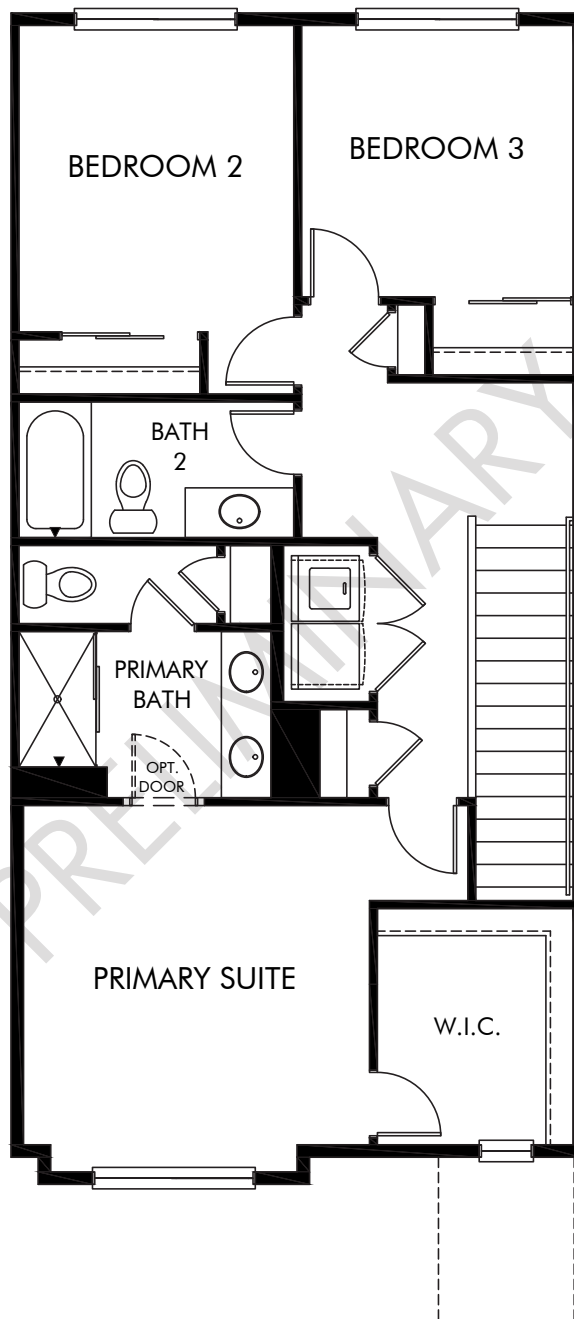 BEDROOM 2
BEDROOM 3
BATH
2
PRIMARY
BATH
OPT.
DOOR
PRIMARY SUITE
W.I.C.
PRELIMINARY